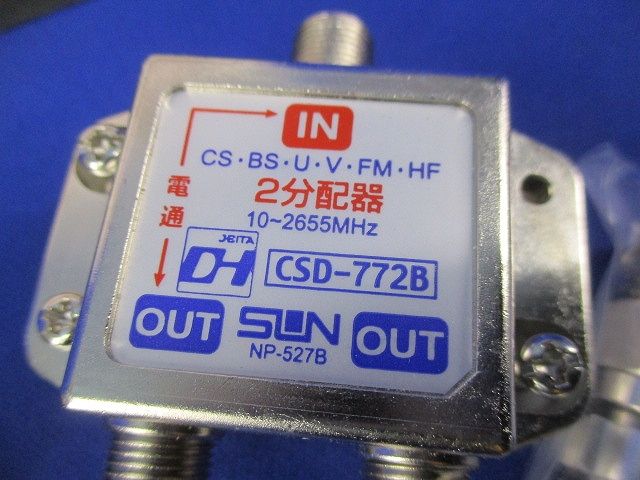 IN
CS・BS・U・V・FM・HF
2分配器
10~2655MHz
電通
JEITA
DH
CSD-772B
OUT
SUN
OUT
NP-527B